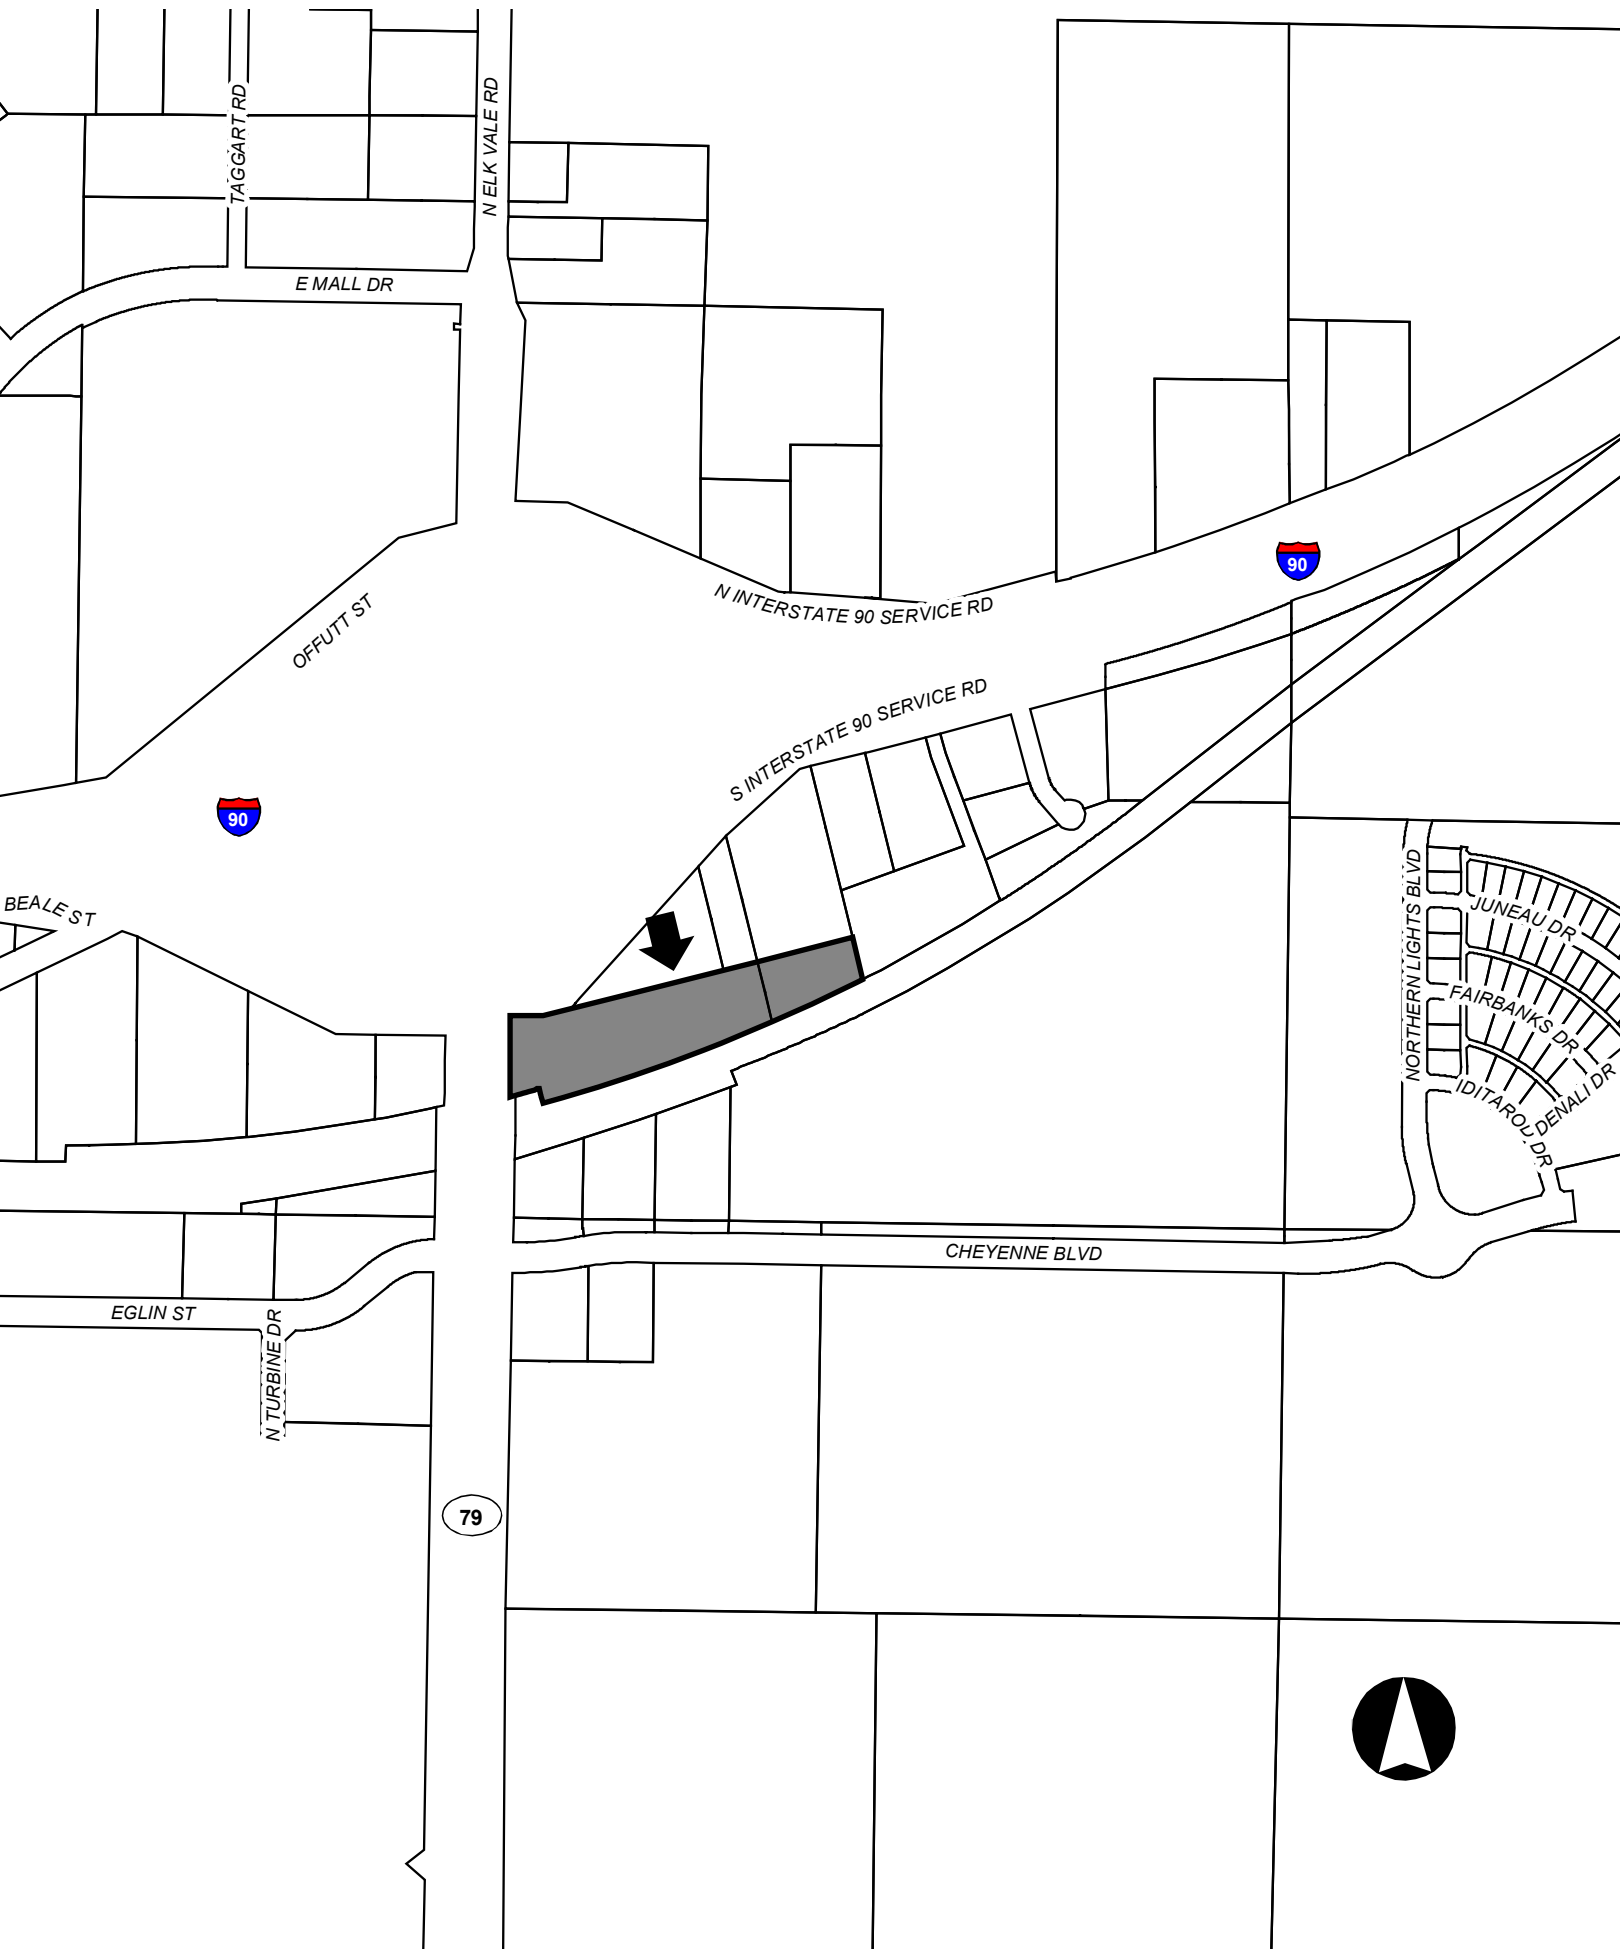 TAGGART RD
N ELK VALE RD
E MALL DR
90
N INTERSTATE 90 SERVICE RD
OFFUTT ST
S INTERSTATE 90 SERVICE RD
90
BEALE ST
NORTHERN LIGHTS BLVD
JUNEAU DR
FAIRBANKS DR
IDITAROD DR
DENALI DR
CHEYENNE BLVD
EGLIN ST
N TURBINE DR
79